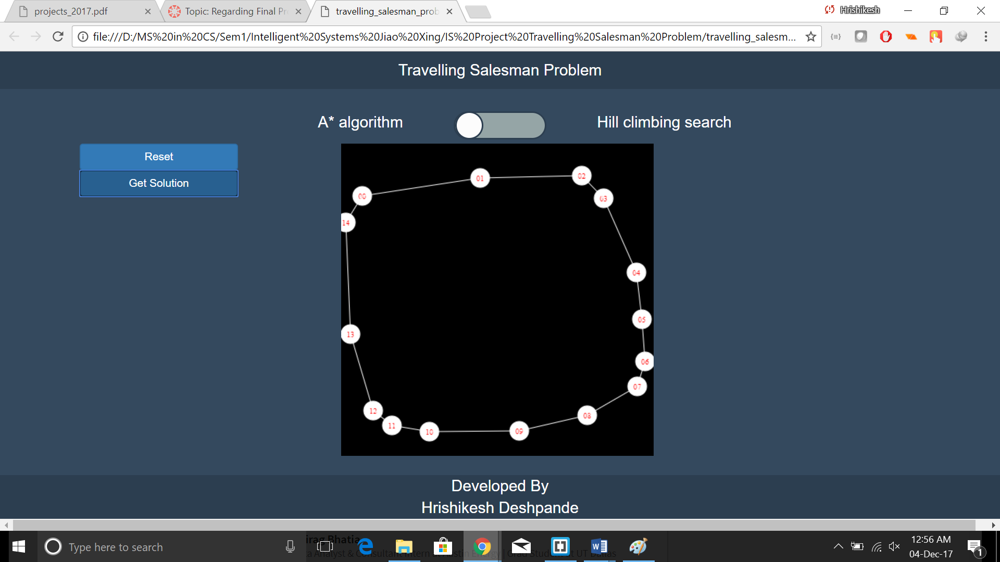 projects_2017.pdf
Topic: Regarding Final Pr
travelling_salesman_prob
Hrishikesh
file:///D:/MS%20in%20CS/Sem1/Intelligent%20Systems%20Jiao%20Xing/IS%20Project%20Travelling%20Salesman%20Problem/travelling_salesm...
Travelling Salesman Problem
A* algorithm
Hill climbing search
Reset
Get Solution
00
01
02
03
04
05
06
07
08
09
10
11
12
13
14
Developed By
Hrishikesh Deshpande
Type here to search
irag Bhatia
a Analyst & Consultant Intern at Austin Energy | Grad Student at UT Dallas
12:56 AM
04-Dec-17
1